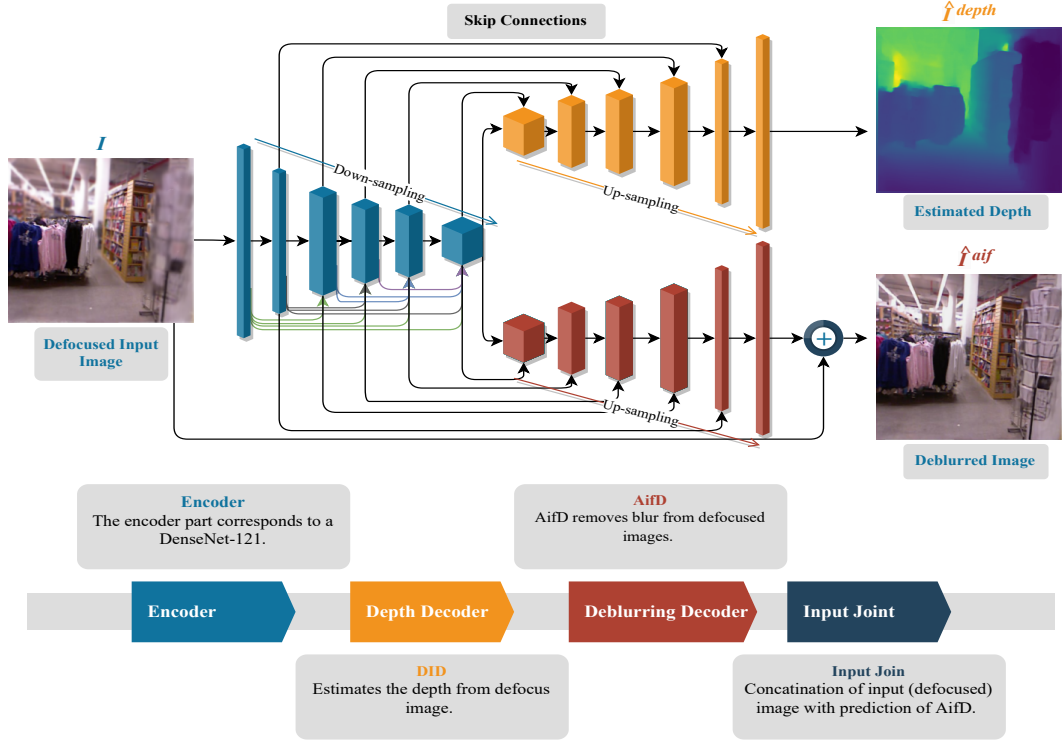 Skip Connections
Î depth
I
Down-sampling
Up-sampling
Estimated Depth
Î aif
Defocused Input
Image
Up-sampling
Deblurred Image
Encoder
The encoder part corresponds to a
DenseNet-121.
AifD
AifD removes blur from defocused
images.
Encoder
Depth Decoder
Deblurring Decoder
Input Joint
DID
Estimates the depth from defocus
image.
Input Join
Concatination of input (defocused)
image with prediction of AifD.